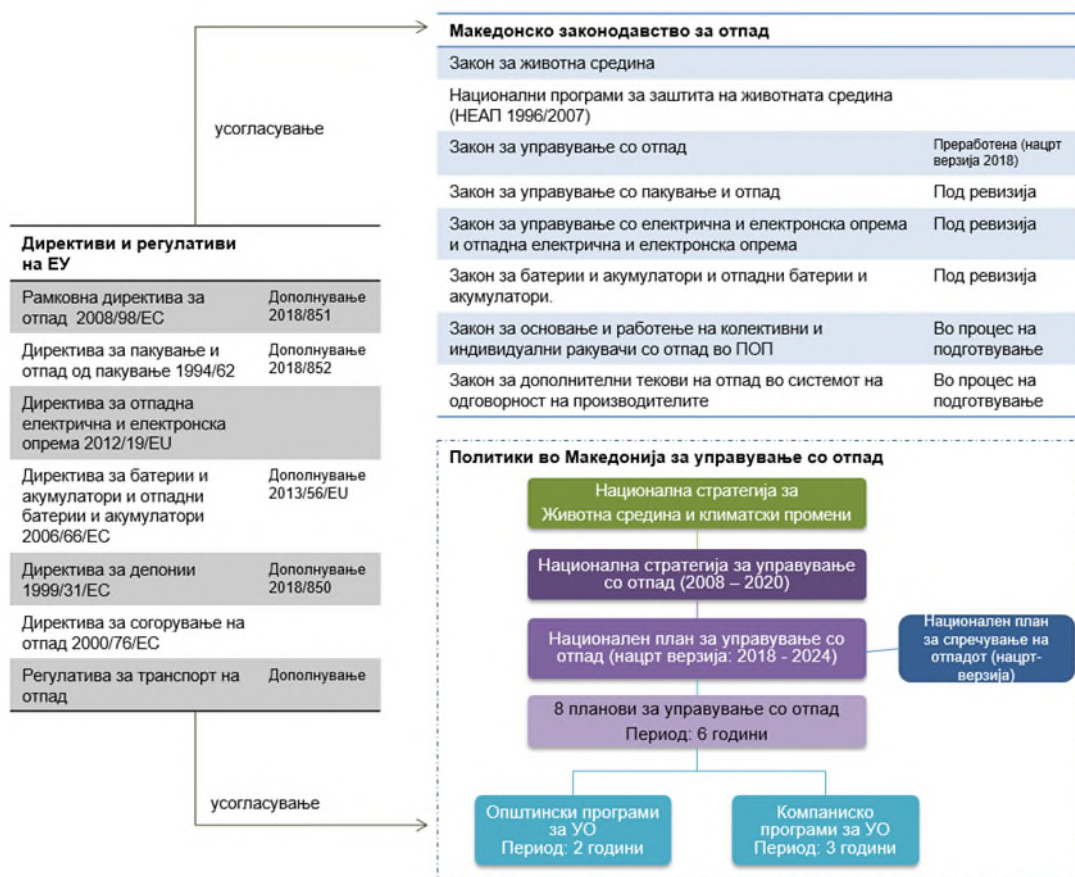 Македонско законодавство за отпад
Закон за животна средина
Национални програми за заштита на животната средина
(НЕАП 1996/2007)
усогласување
Закон за управување со отпад
Преработена (нацрт
верзија 2018)
Закон за управување со пакување и отпад
Под ревизија
Закон за управување со електрична и електронска опрема
и отпадна електрична и електронска опрема
Под ревизија
Закон за батерии и акумулатори и отпадни батерии и
акумулатори.
Под ревизија
Закон за основање и работење на колективни и
индивидуални ракувачи со отпад во ПОП
Во процес на
подготвување
Закон за дополнителни текови на отпад во системот на
одговорност на производителите
Во процес на
подготвување
Директиви и регулативи
на ЕУ
Рамковна директива за
отпад 2008/98/EC
Дополнување
2018/851
Директива за пакување и
отпад од пакување 1994/62
Дополнување
2018/852
Директива за отпадна
електрична и електронска
опрема 2012/19/EU
Директива за батерии и
акумулатори и отпадни
батерии и акумулатори
2006/66/EC
Дополнување
2013/56/EU
Директива за депонии
1999/31/EC
Дополнување
2018/850
Директива за согорување на
отпад 2000/76/EC
Регулатива за транспорт на
отпад
Дополнување
усогласување
Политики во Македонија за управување со отпад
Национална стратегија за
Животна средина и климатски промени
Национална стратегија за управување
со отпад (2008 – 2020)
Национален план за управување со
отпад (нацрт верзија: 2018 - 2024)
Национален план
за спречување на
отпадот (нацрт-
верзија)
8 планови за управување со отпад
Период: 6 години
Општински програми
за УО
Период: 2 години
Компаниско
програми за УО
Период: 3 години